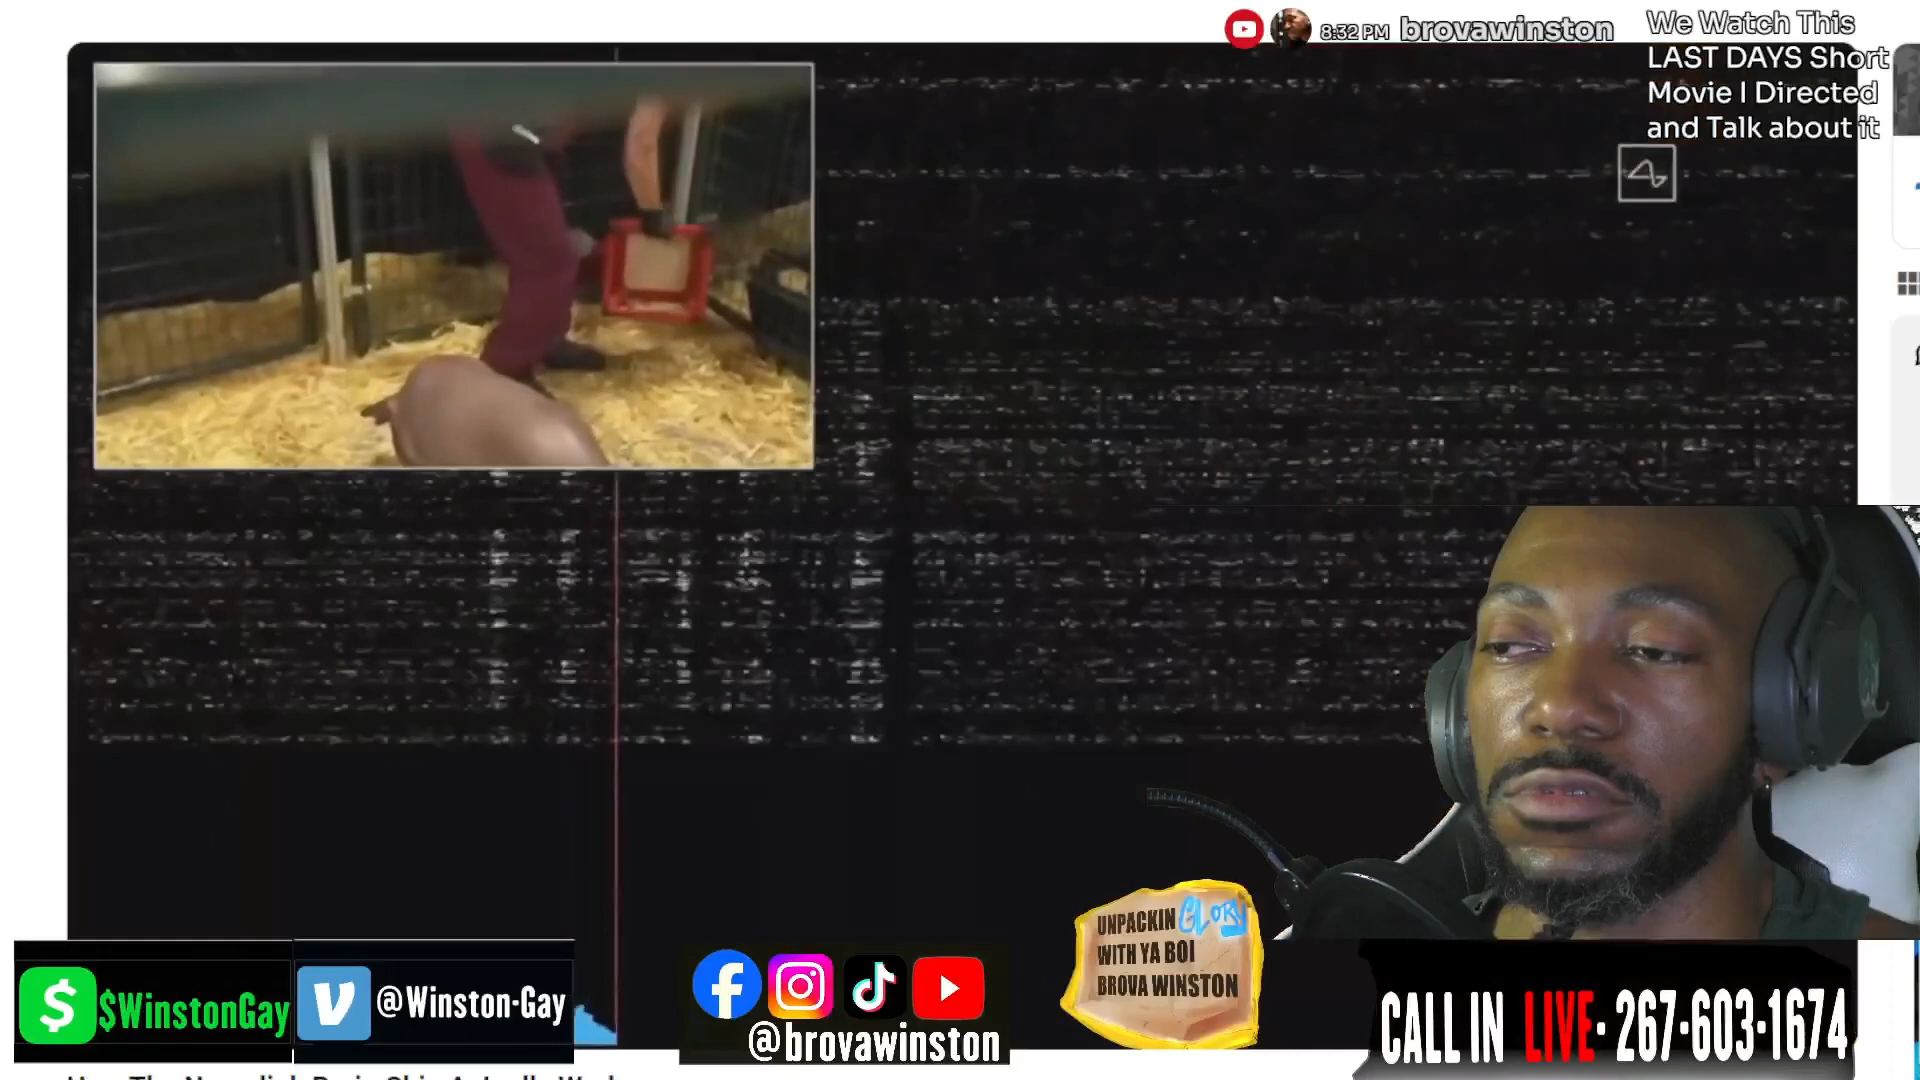 8:32 PM brovawinston
We Watch This
LAST DAYS Short
Movie I Directed
and Talk about it
UNPACKIN GLORY
WITH YA BOI
BROVA WINSTON
$WinstonGay
@Winston-Gay
@brovawinston
CALL IN LIVE· 267-603-1674